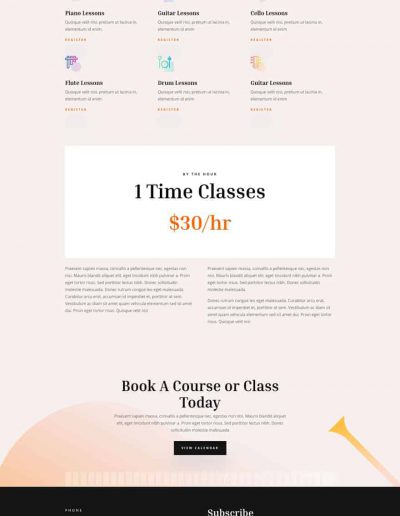 Piano Lessons
Guitar Lessons
Cello Lessons
Quisque velit nisi, pretium ut lacinia in,
elementum id enim
Quisque velit nisi, pretium ut lacinia in,
elementum id enim
Quisque velit nisi, pretium ut lacinia in,
elementum id enim
REGISTER
REGISTER
REGISTER
Flute Lessons
Drum Lessons
Guitar Lessons
Quisque velit nisi, pretium ut lacinia in,
elementum id enim
Quisque velit nisi, pretium ut lacinia in,
elementum id enim
Quisque velit nisi, pretium ut lacinia in,
elementum id enim
REGISTER
REGISTER
REGISTER
BY THE HOUR
1 Time Classes
$30/hr
Praesent sapien massa, convallis a pellentesque nec, egestas non
nisi. Mauris blandit aliquet elit, eget tincidunt nibh pulvinar a. Proin
eget tortor risus. Sed porttitor lectus nibh. Donec sollicitudin
molestie malesuada.
Donec rutrum congue leo eget malesuada.
Curabitur arcu erat, accumsan id imperdiet et, porttitor at sem.
Vestibulum ac diam sit amet quam vehicula elementum sed sit amet
dui. Proin eget tortor risus. Quisque velit nisi
Praesent sapien massa, convallis a pellentesque nec, egestas non
nisi. Mauris blandit aliquet elit, eget tincidunt nibh pulvinar a. Proin
eget tortor risus. Sed porttitor lectus nibh. Donec sollicitudin
molestie malesuada.
Donec rutrum congue leo eget malesuada. Curabitur arcu erat,
accumsan id imperdiet et, porttitor at sem. Vestibulum ac diam sit
amet quam vehicula elementum sed sit amet dui. Proin eget tortor
risus. Quisque velit nisi
Book A Course or Class
Today
Praesent sapien massa, convallis a pellentesque nec, egestas non nisi. Mauris blandit
aliquet elit, eget tincidunt nibh pulvinar a. Proin eget tortor risus. Sed porttitor lectus nibh. Donec
sollicitudin molestie malesuada
VIEW CALENDAR
PHONE
Subscribe